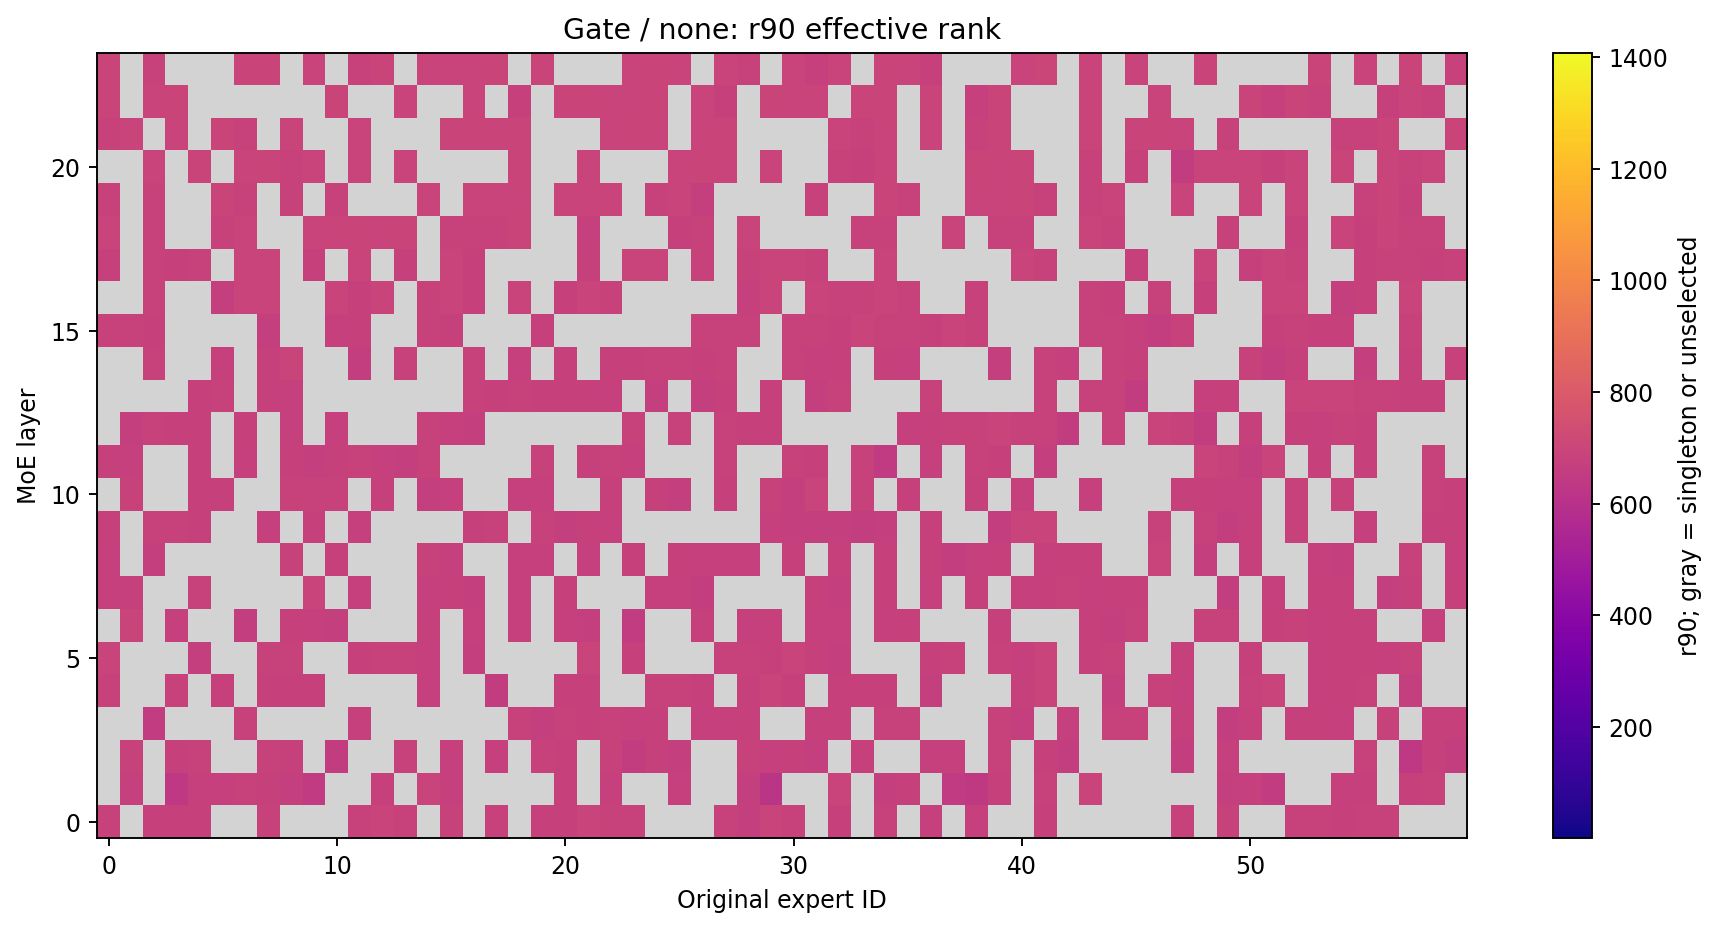 Gate / none: r90 effective rank
MoE layer
20
15
10
5
0
0 10 20 30 40 50
Original expert ID
1400
1200
1000
800
600
400
200
r90; gray = singleton or unselected